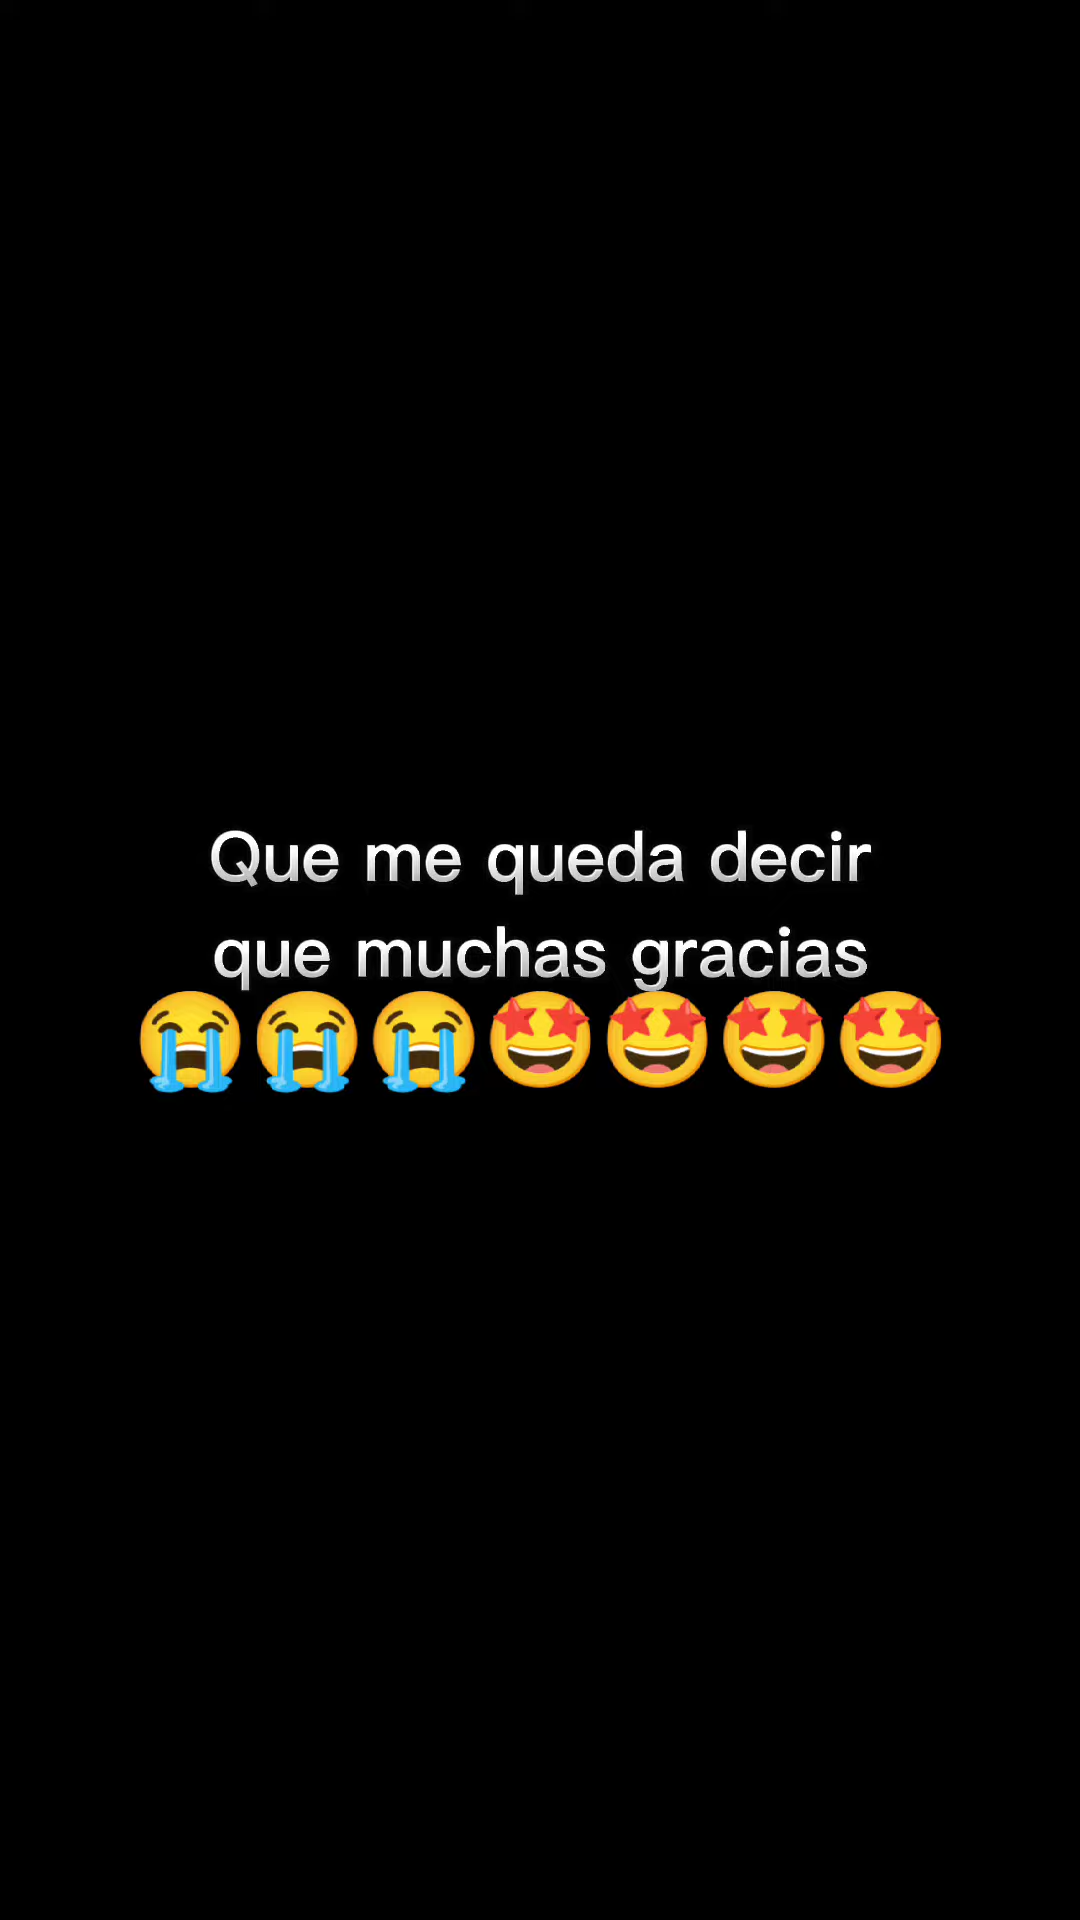 Que me queda decir
que muchas gracias
😭😭😭🤩🤩🤩🤩